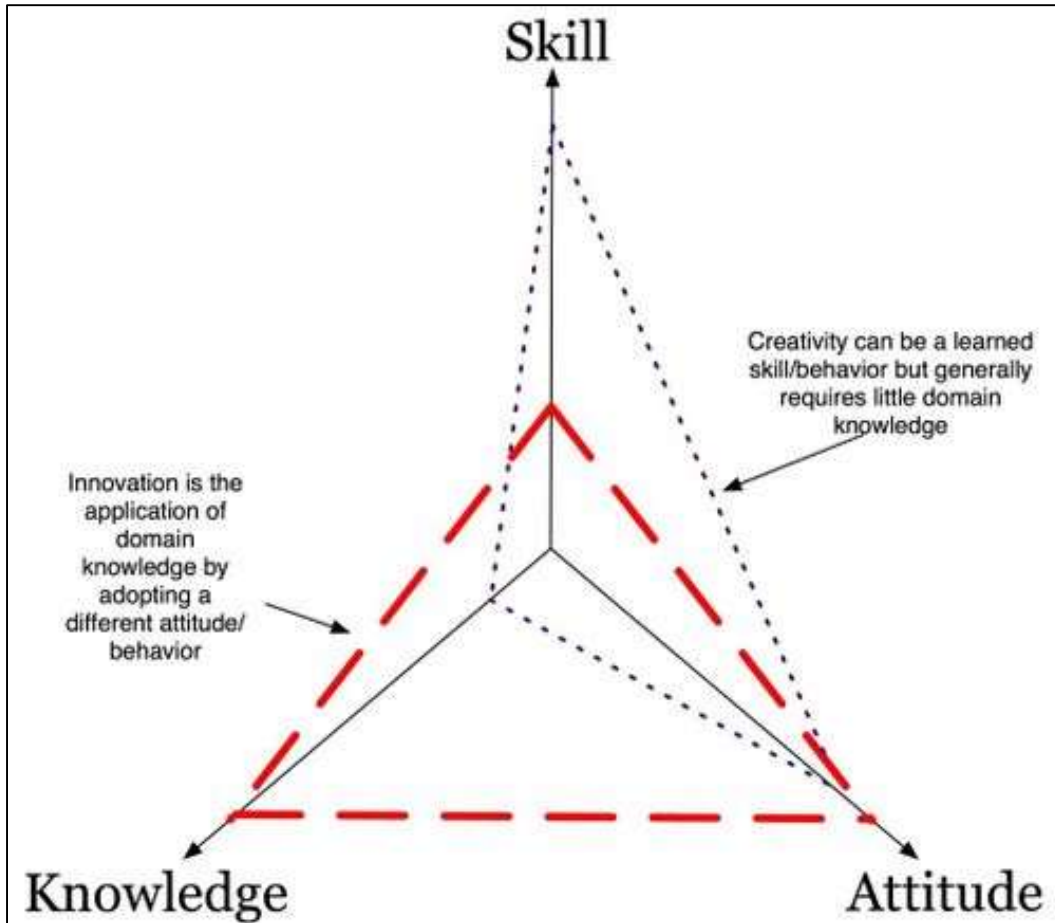 Skill
Creativity can be a learned
skill/behavior but generally
requires little domain
knowledge
Innovation is the
application of
domain
knowledge by
adopting a
different attitude/
behavior
Knowledge
Attitude